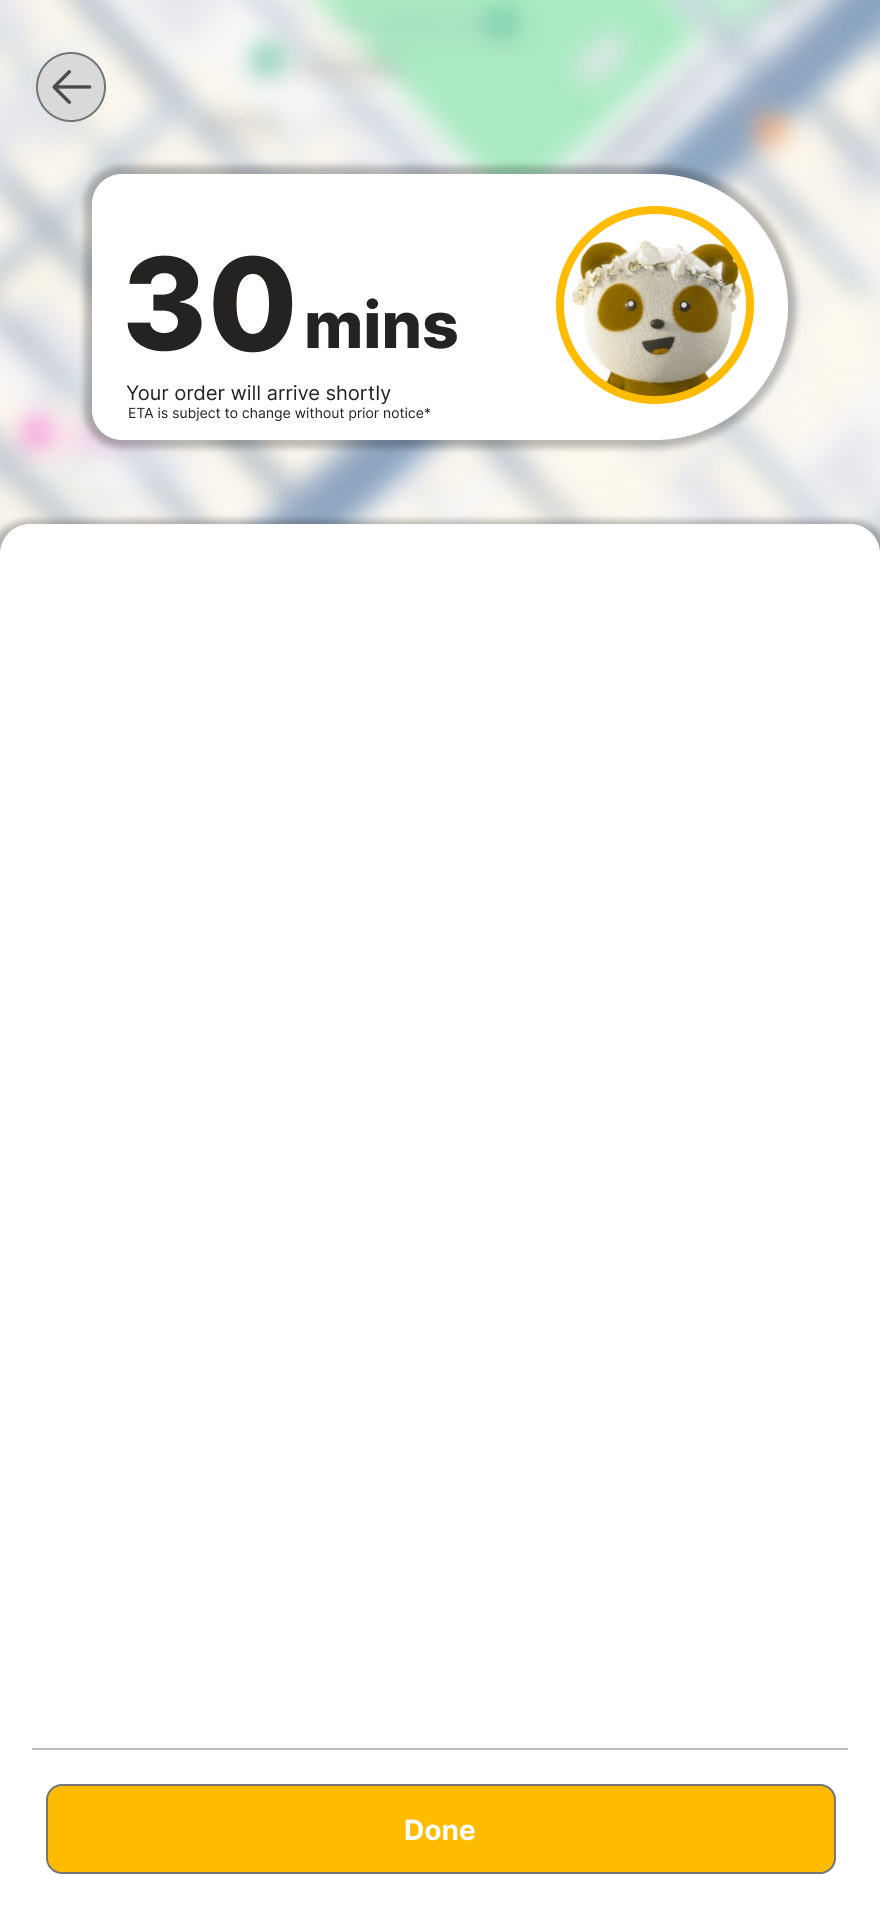 30 mins
Your order will arrive shortly
ETA is subject to change without prior notice*
Done